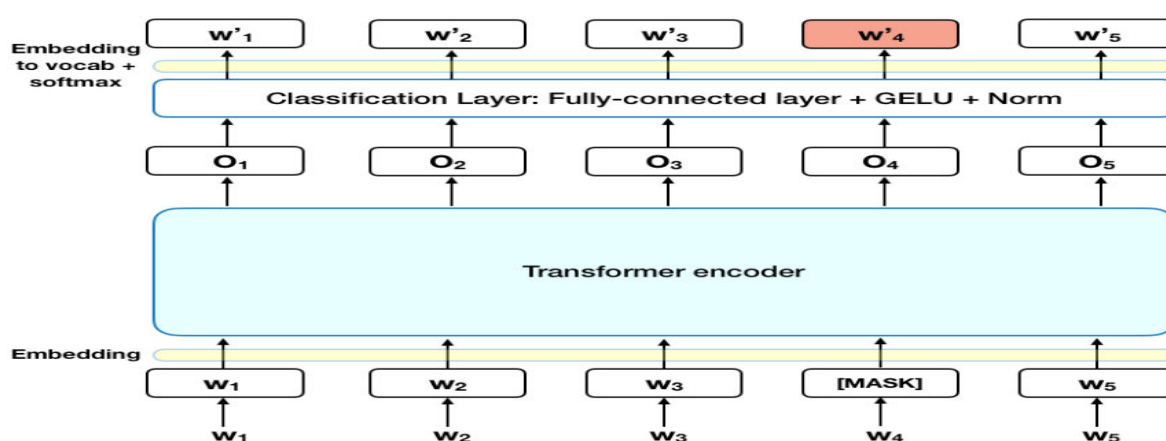 w'₁ w'₂ w'₃ w'₄ w'₅
Embedding
to vocab +
softmax
Classification Layer: Fully-connected layer + GELU + Norm
O₁ O₂ O₃ O₄ O₅
Transformer encoder
Embedding
W₁ W₂ W₃ [MASK] W₅
W₁ W₂ W₃ W₄ W₅